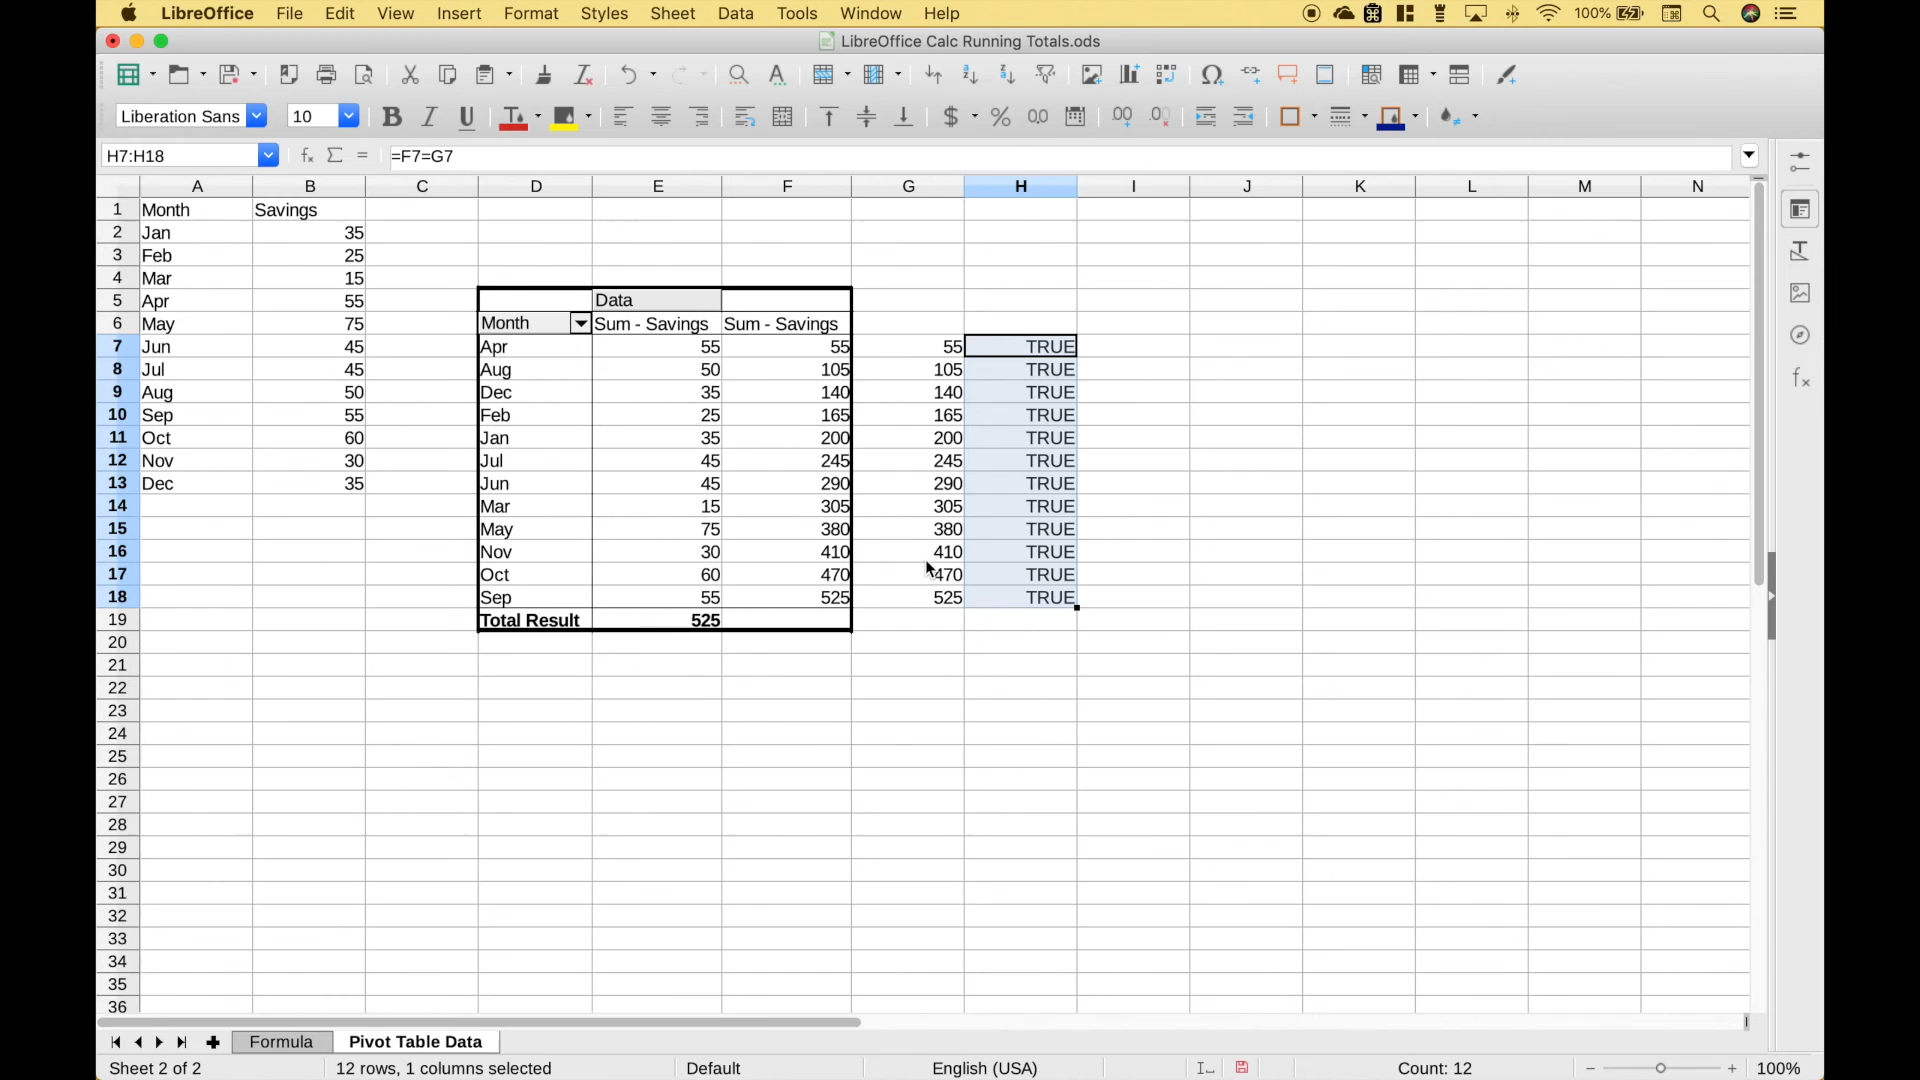 LibreOffice File Edit View Insert Format Styles Sheet Data Tools Window Help 100%
LibreOffice Calc Running Totals.ods
Liberation Sans 10
H7:H18 =F7=G7
A B C D E F G H I J K L M N
1 Month Savings
2 Jan 35
3 Feb 25
4 Mar 15
5 Apr 55 Data
6 May 75 Month Sum - Savings Sum - Savings
7 Jun 45 Apr 55 55 55 TRUE
8 Jul 45 Aug 50 105 105 TRUE
9 Aug 50 Dec 35 140 140 TRUE
10 Sep 55 Feb 25 165 165 TRUE
11 Oct 60 Jan 35 200 200 TRUE
12 Nov 30 Jul 45 245 245 TRUE
13 Dec 35 Jun 45 290 290 TRUE
14 Mar 15 305 305 TRUE
15 May 75 380 380 TRUE
16 Nov 30 410 410 TRUE
17 Oct 60 470 470 TRUE
18 Sep 55 525 525 TRUE
19 Total Result 525
20
21
22
23
24
25
26
27
28
29
30
31
32
33
34
35
36
Formula Pivot Table Data
Sheet 2 of 2 12 rows, 1 columns selected Default English (USA) Count: 12 100%